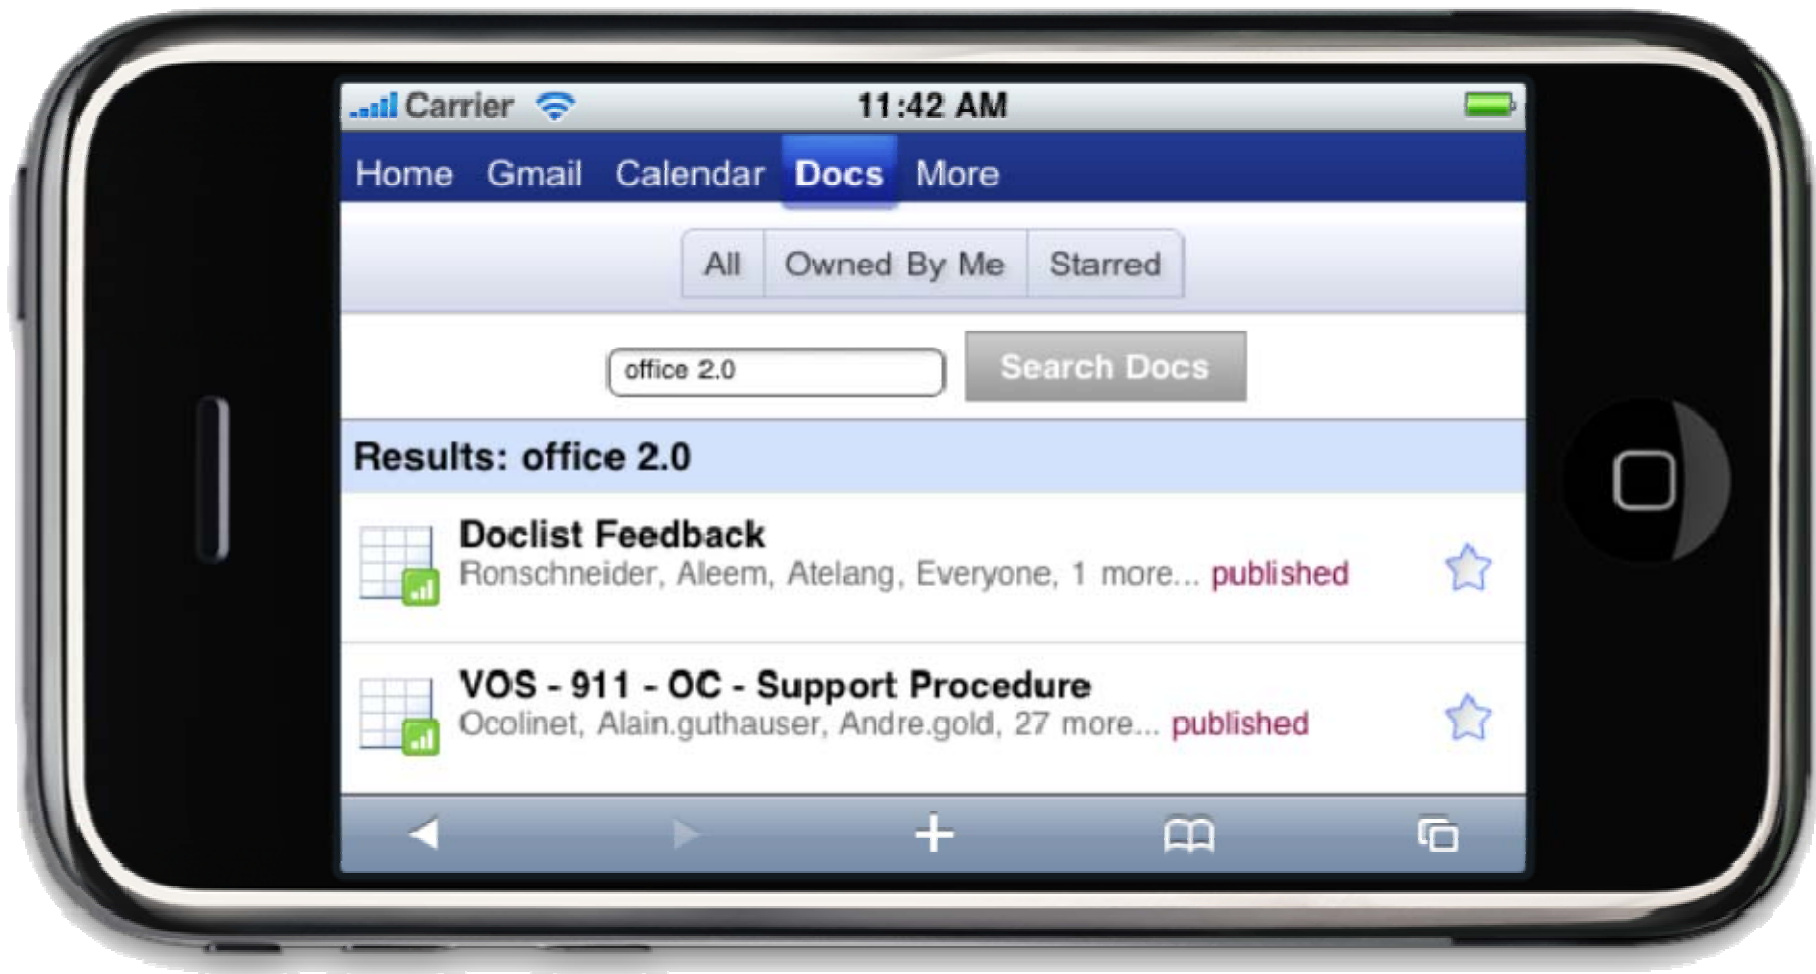 Carrier 11:42 AM
Home Gmail Calendar Docs More
All Owned By Me Starred
office 2.0 Search Docs
Results: office 2.0
Doclist Feedback
Ronschneider, Aleem, Atelang, Everyone, 1 more... published
VOS - 911 - OC - Support Procedure
Ocolinet, Alain.guthauser, Andre.gold, 27 more... published